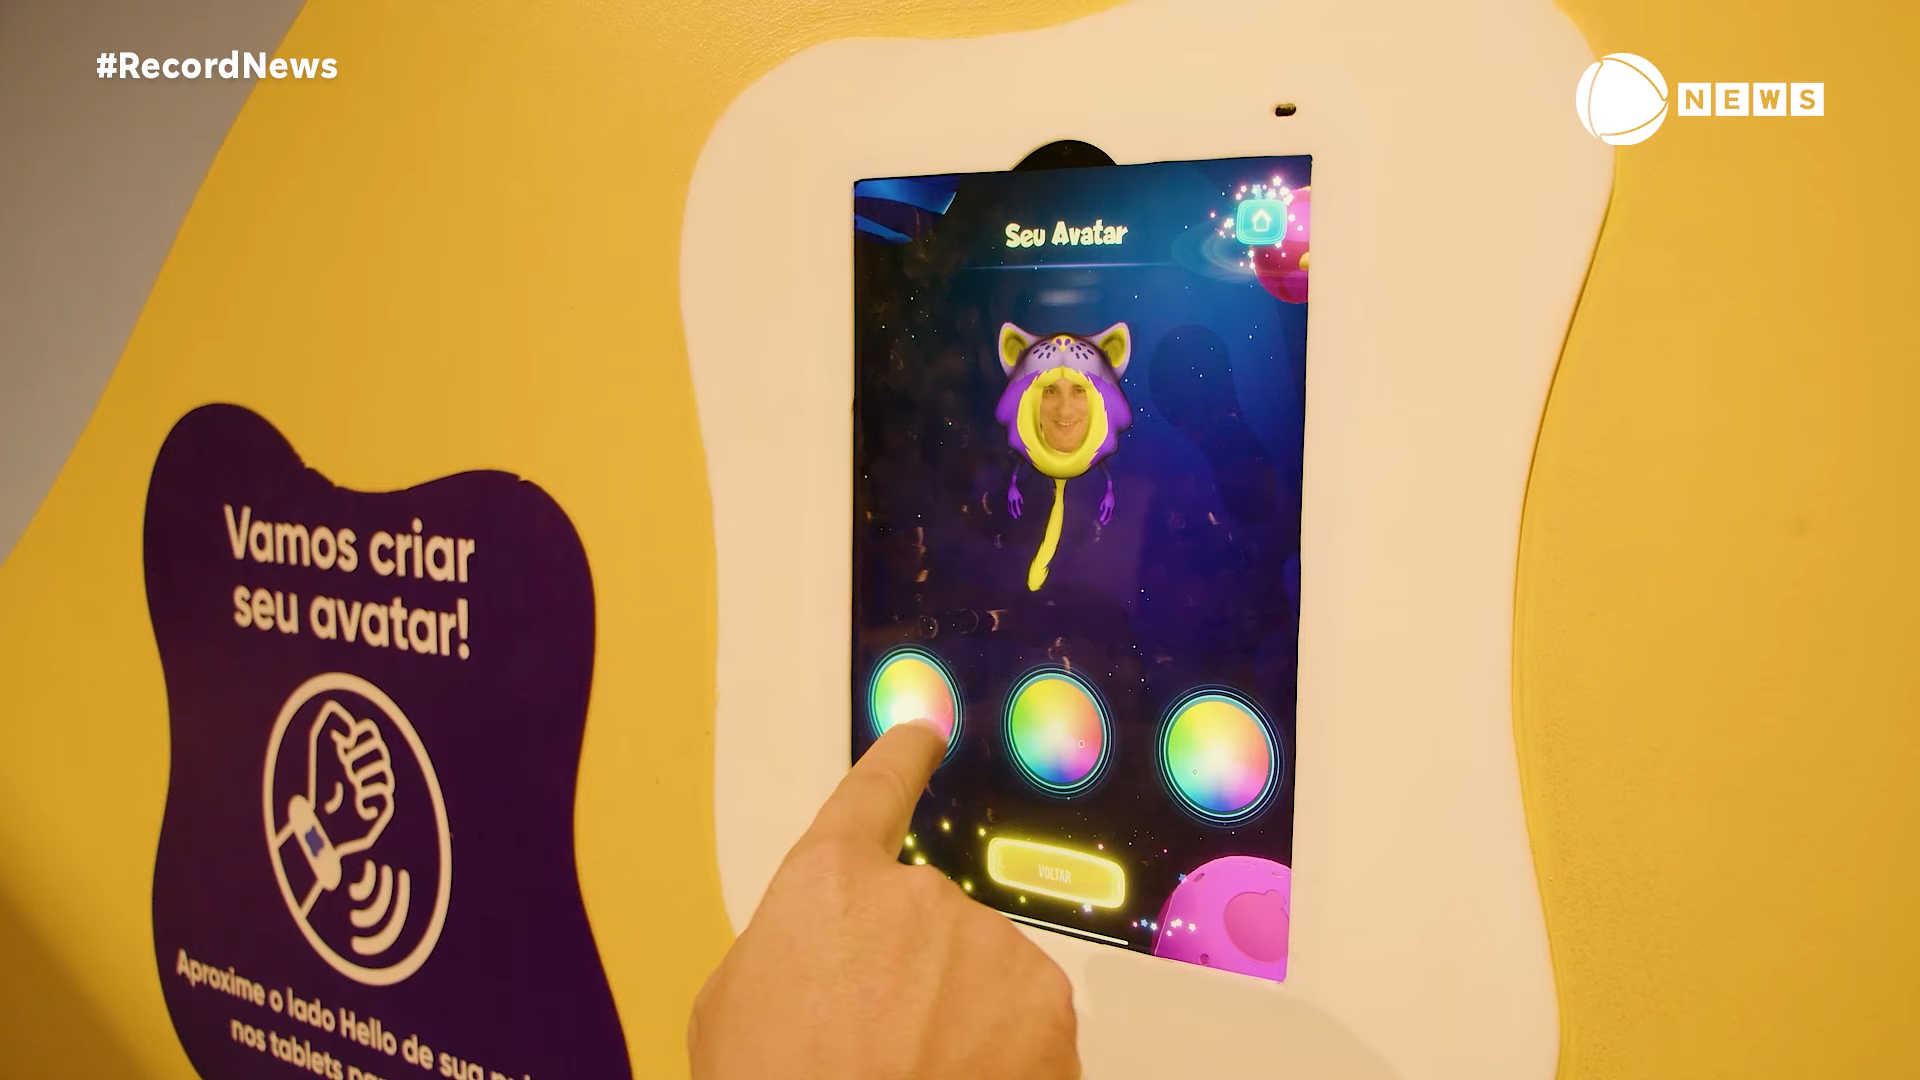 #RecordNews
NEWS
Seu Avatar
Vamos criar
seu avatar!
Aproxime o lado Hello de sua
nos tablets
VOLTAR